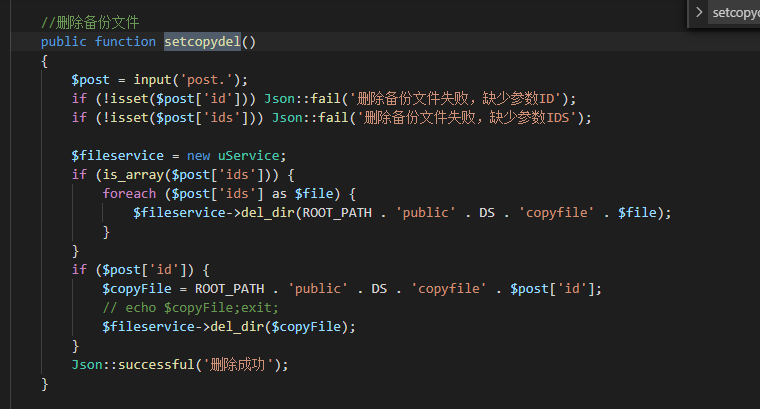 setcopyd
//删除备份文件
public function setcopydel()
{
    $post = input('post.');
    if (!isset($post['id'])) Json::fail('删除备份文件失败，缺少参数ID');
    if (!isset($post['ids'])) Json::fail('删除备份文件失败，缺少参数IDS');
    $fileservice = new uService;
    if (is_array($post['ids'])) {
        foreach ($post['ids'] as $file) {
            $fileservice->del_dir(ROOT_PATH . 'public' . DS . 'copyfile' . $file);
        }
    }
    if ($post['id']) {
        $copyFile = ROOT_PATH . 'public' . DS . 'copyfile' . $post['id'];
        // echo $copyFile;exit;
        $fileservice->del_dir($copyFile);
    }
    Json::successful('删除成功');
}